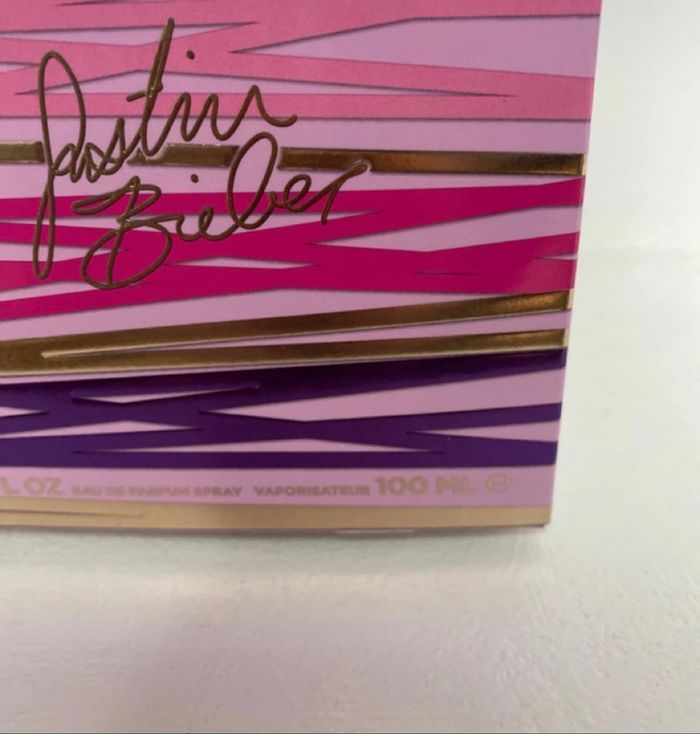 Justin
Bieber
L OZ EAU DE PARFUM SPRAY VAPORISATEUR 100 ML ℮